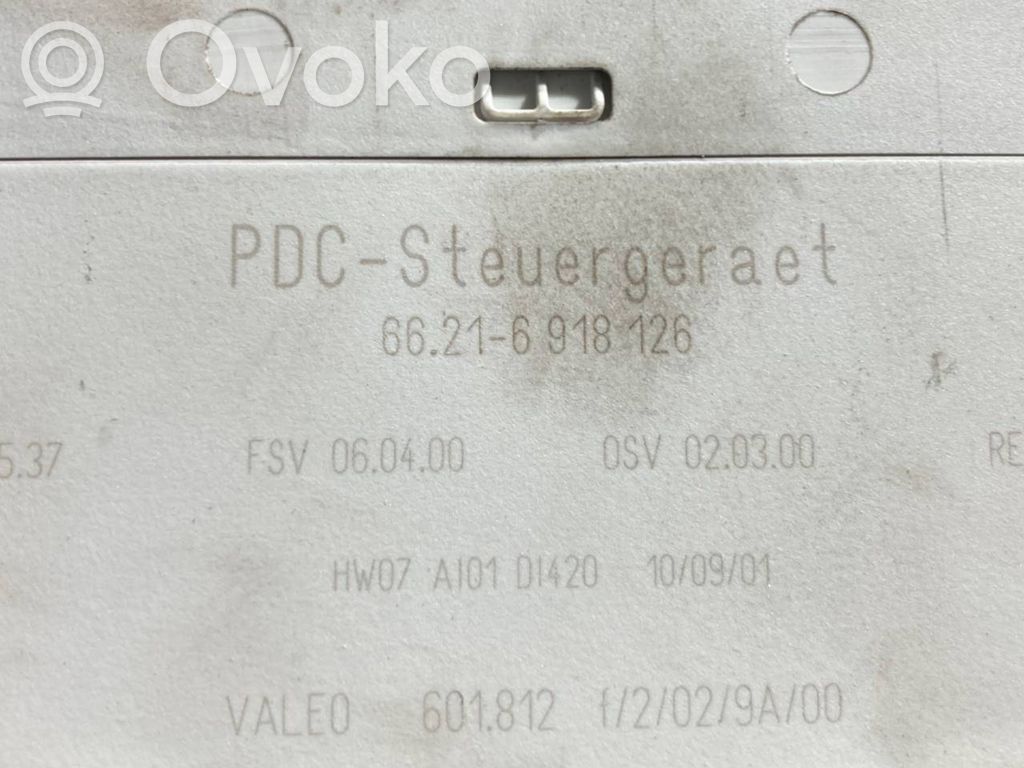 Ovoko
PDC-Steuergeraet
66.21-6 918 126
5.37 FSV 06.04.00 OSV 02.03.00 RE
HW07 AI01 DI420 10/09/01
VALEO 601.812 f/2/02/9A/00